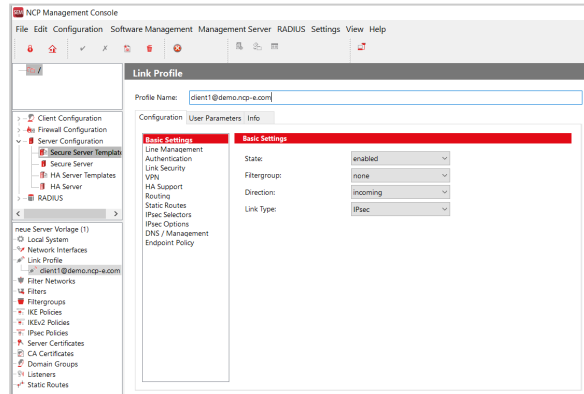 NCP Management Console
File Edit Configuration Software Management Management Server RADIUS Settings View Help
/
Link Profile
Profile Name: client1@demo.ncp-e.com
Configuration User Parameters Info
Client Configuration
Firewall Configuration
Server Configuration
Secure Server Templat
Secure Server
HA Server Templates
HA Server
RADIUS
Basic Settings
Line Management
Authentication
Link Security
VPN
HA Support
Routing
Static Routes
IPsec Selectors
IPsec Options
DNS / Management
Endpoint Policy
Basic Settings
State: enabled
Filtergroup: none
Direction: incoming
Link Type: IPsec
neue Server Vorlage (1)
Local System
Network Interfaces
Link Profile
client1@demo.ncp-e.com
Filter Networks
Filters
Filtergroups
IKE Policies
IKEv2 Policies
IPsec Policies
Server Certificates
CA Certificates
Domain Groups
Listeners
Static Routes